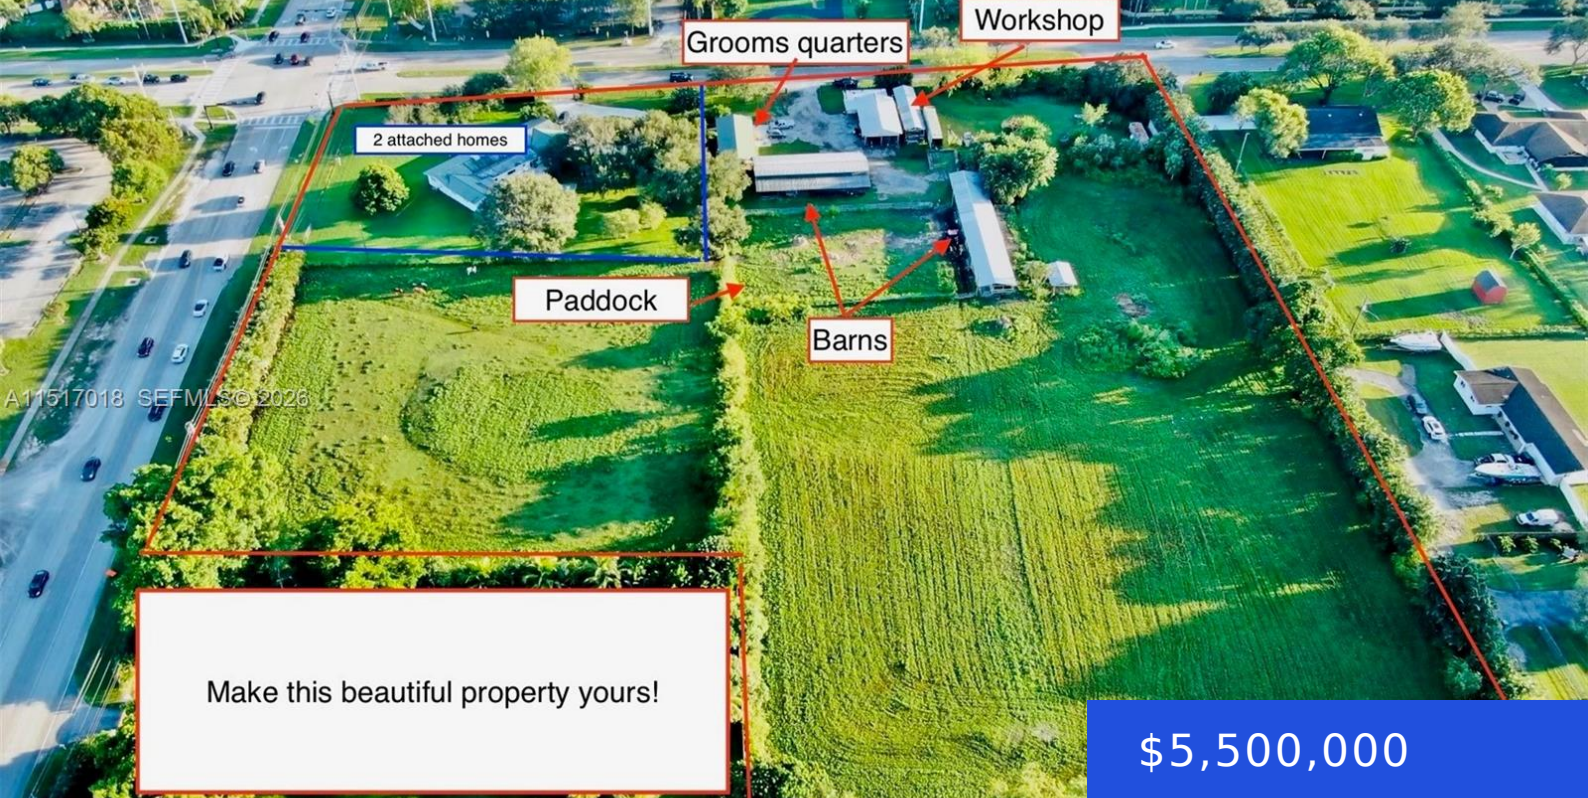 Workshop
Grooms quarters
2 attached homes
Paddock
Barns
A11517018 SEFMLS© 2026
Make this beautiful property yours!
$5,500,000